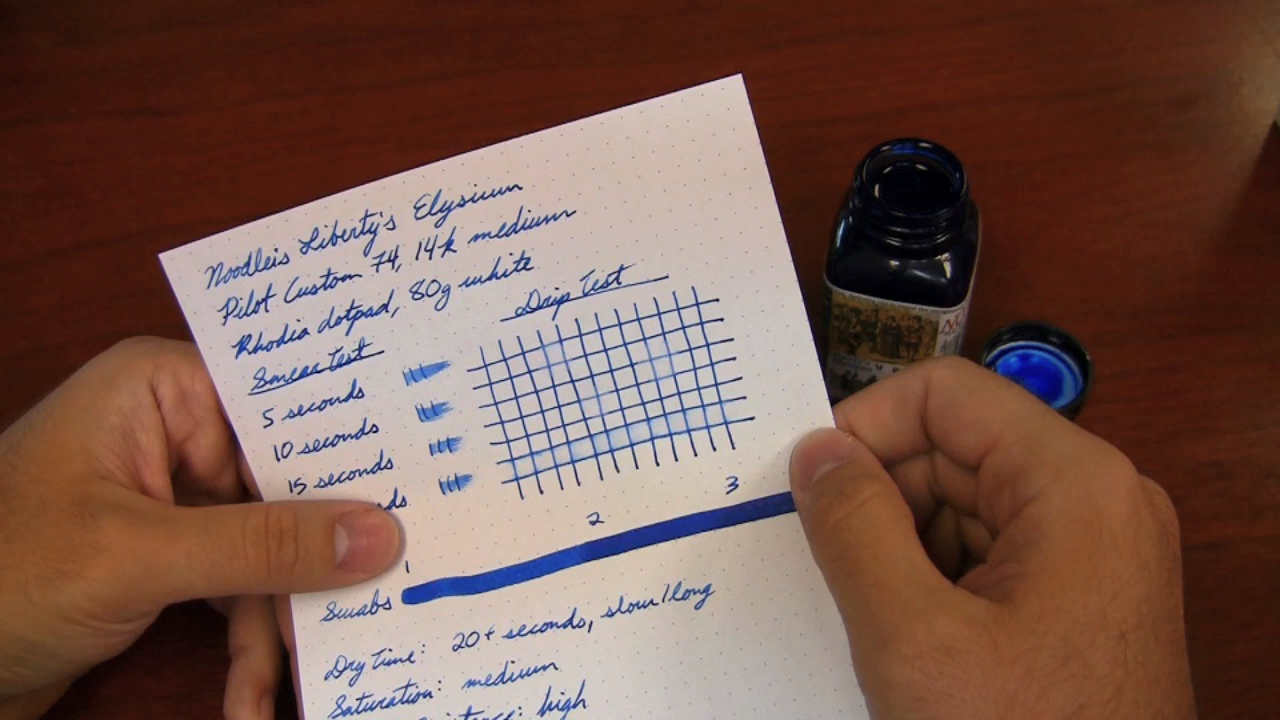 Noodler's Liberty's Elysium
Pilot Custom 74, 14k medium
Rhodia dotpad, 80g white
Smear Test
Drip Test
5 seconds
10 seconds
15 seconds
1 2 3
Swabs
Dry Time: 20+ seconds, slow/long
Saturation: medium
high